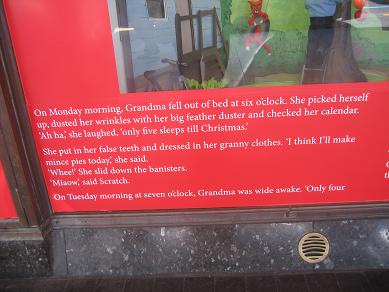 On Monday morning, Grandma fell out of bed at six o'clock. She picked herself
up, dusted her wrinkles with her big feather duster and checked her calendar.
'Ah ha,' she laughed, 'only five sleeps till Christmas.'
She put in her false teeth and dressed in her granny clothes. 'I think I'll make
mince pies today,' she said.
'Whee!' She slid down the banisters.
'Miaow,' said Scratch.
On Tuesday morning at seven o'clock, Grandma was wide awake. 'Only four